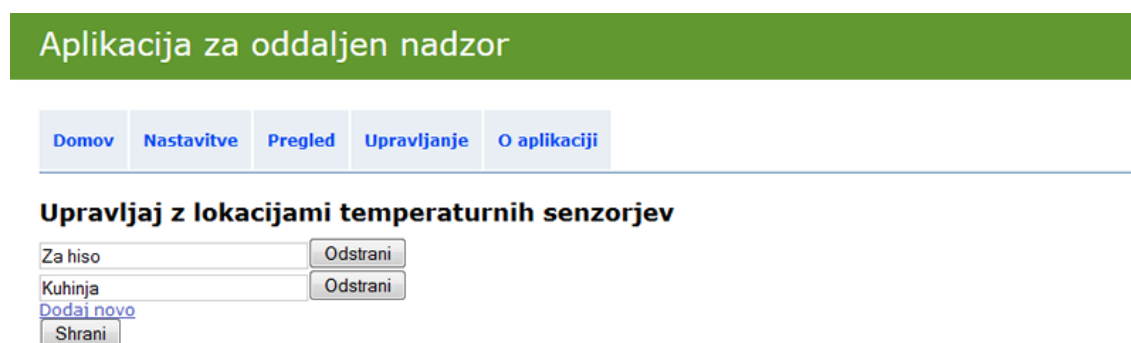 Aplikacija za oddaljen nadzor
Domov Nastavitve Pregled Upravljanje O aplikaciji
Upravljaj z lokacijami temperaturnih senzorjev
Za hiso Odstrani
Kuhinja Odstrani
Dodaj novo
Shrani